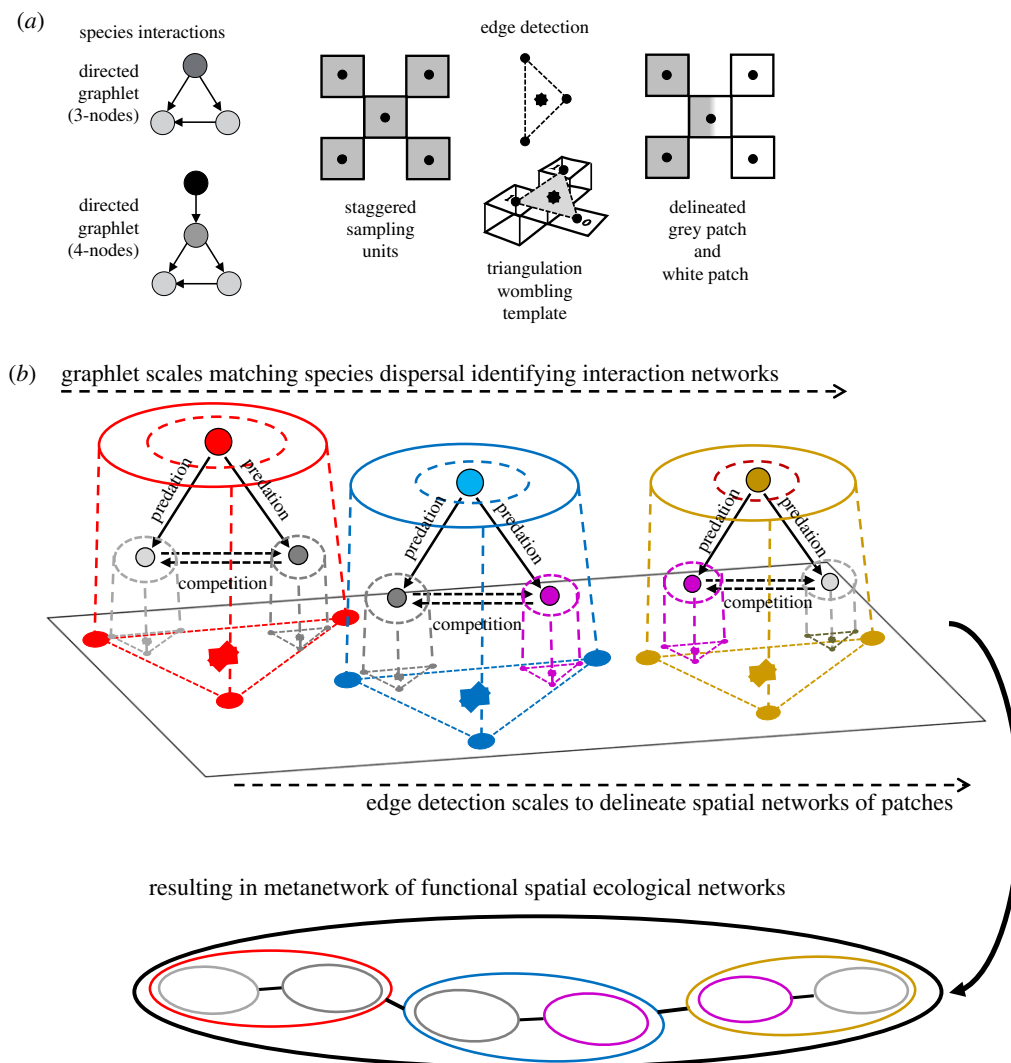 (a)
species interactions
directed
graphlet
(3-nodes)
directed
graphlet
(4-nodes)
staggered
sampling
units
edge detection
1
1
0
triangulation
wombling
template
delineated
grey patch
and
white patch
(b) graphlet scales matching species dispersal identifying interaction networks
predation
predation
competition
predation
predation
competition
predation
predation
competition
edge detection scales to delineate spatial networks of patches
resulting in metanetwork of functional spatial ecological networks